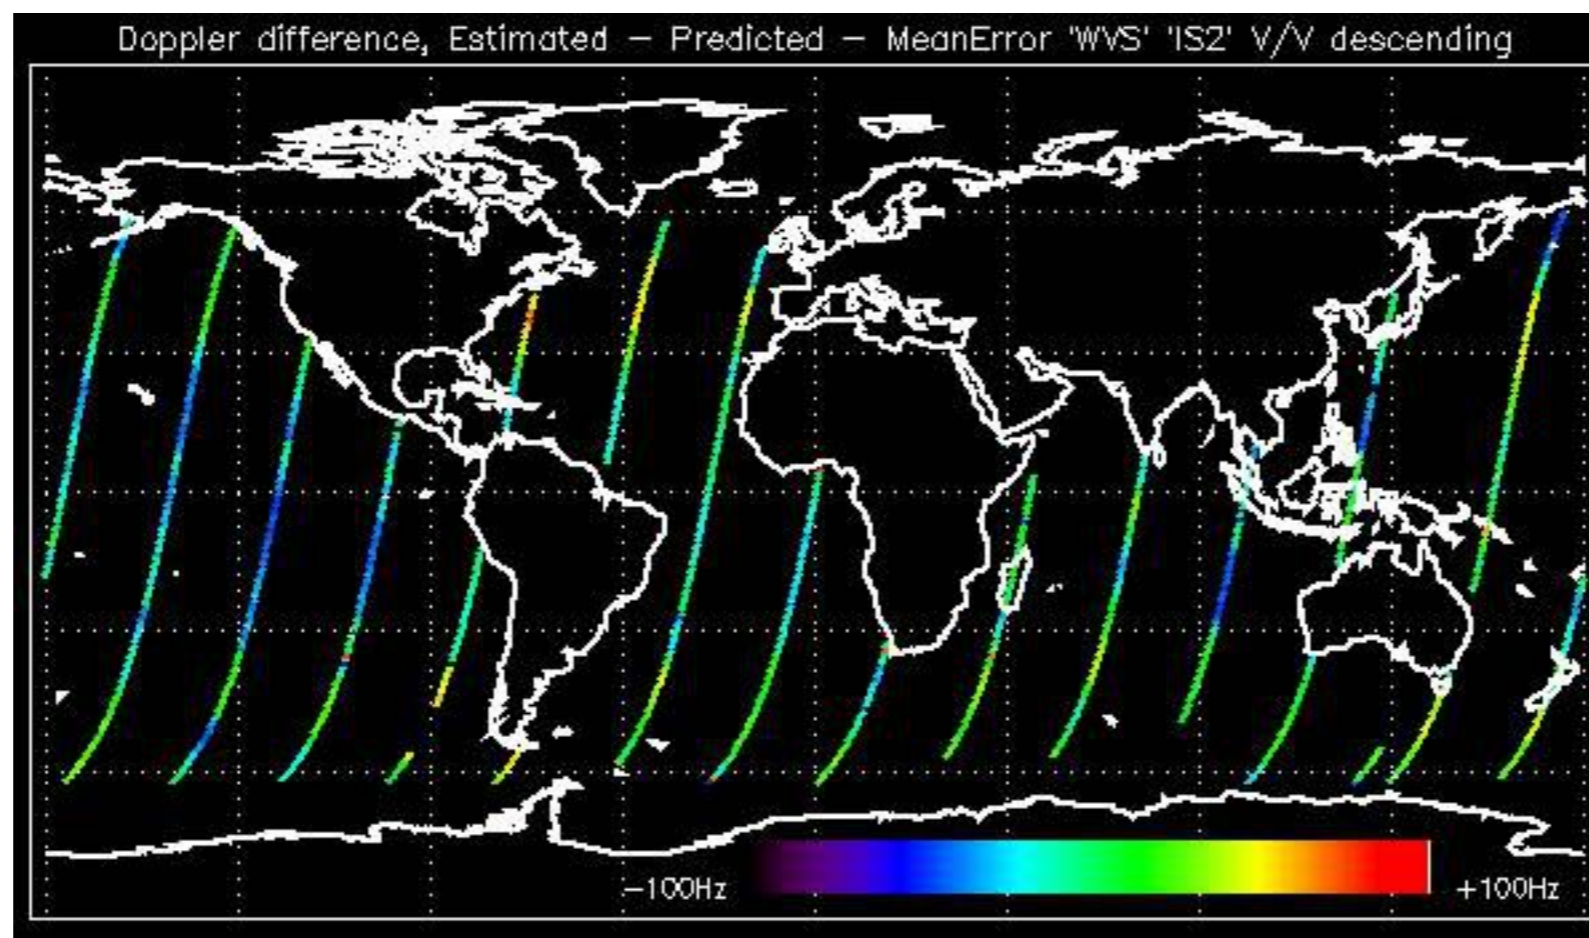 Doppler difference, Estimated – Predicted – MeanError 'WVS' 'IS2' V/V descending
−100Hz
+100Hz